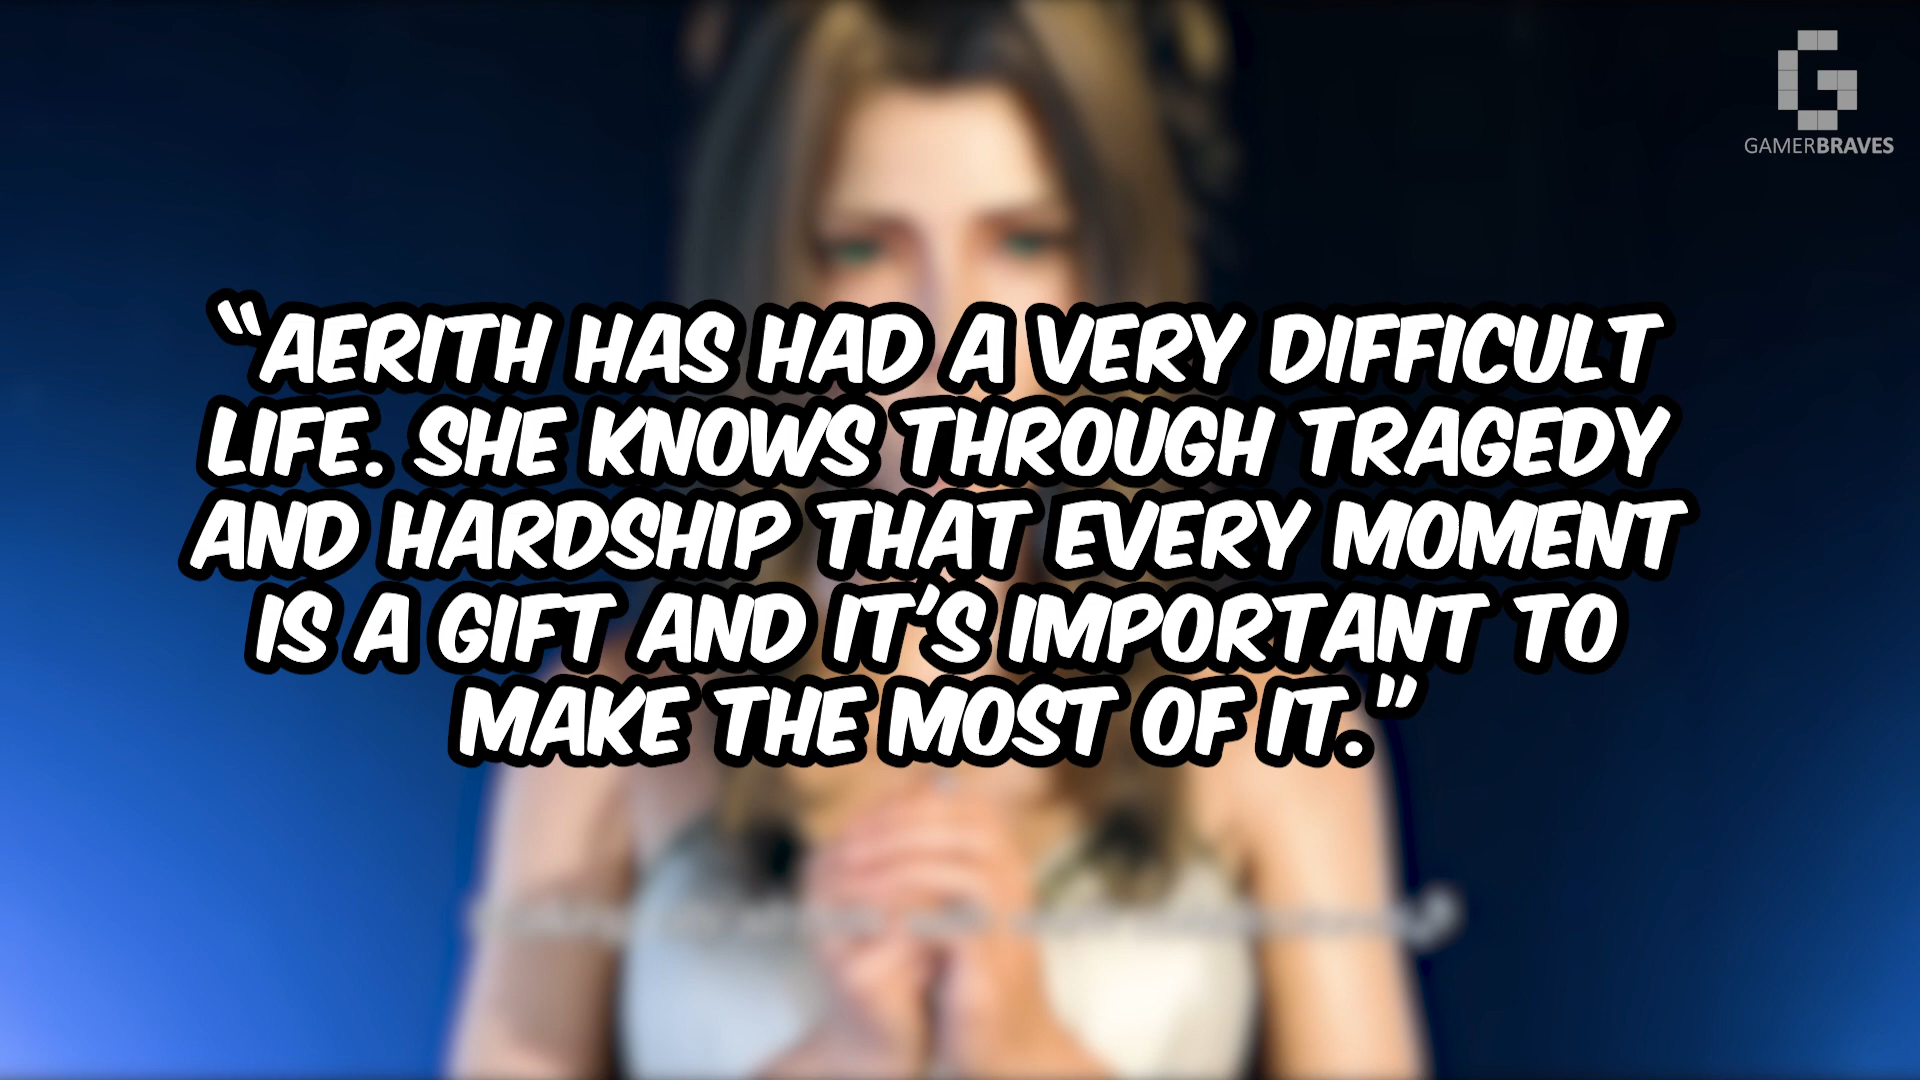 GAMERBRAVES
“AERITH HAS HAD A VERY DIFFICULT
LIFE. SHE KNOWS THROUGH TRAGEDY
AND HARDSHIP THAT EVERY MOMENT
IS A GIFT AND IT’S IMPORTANT TO
MAKE THE MOST OF IT.”